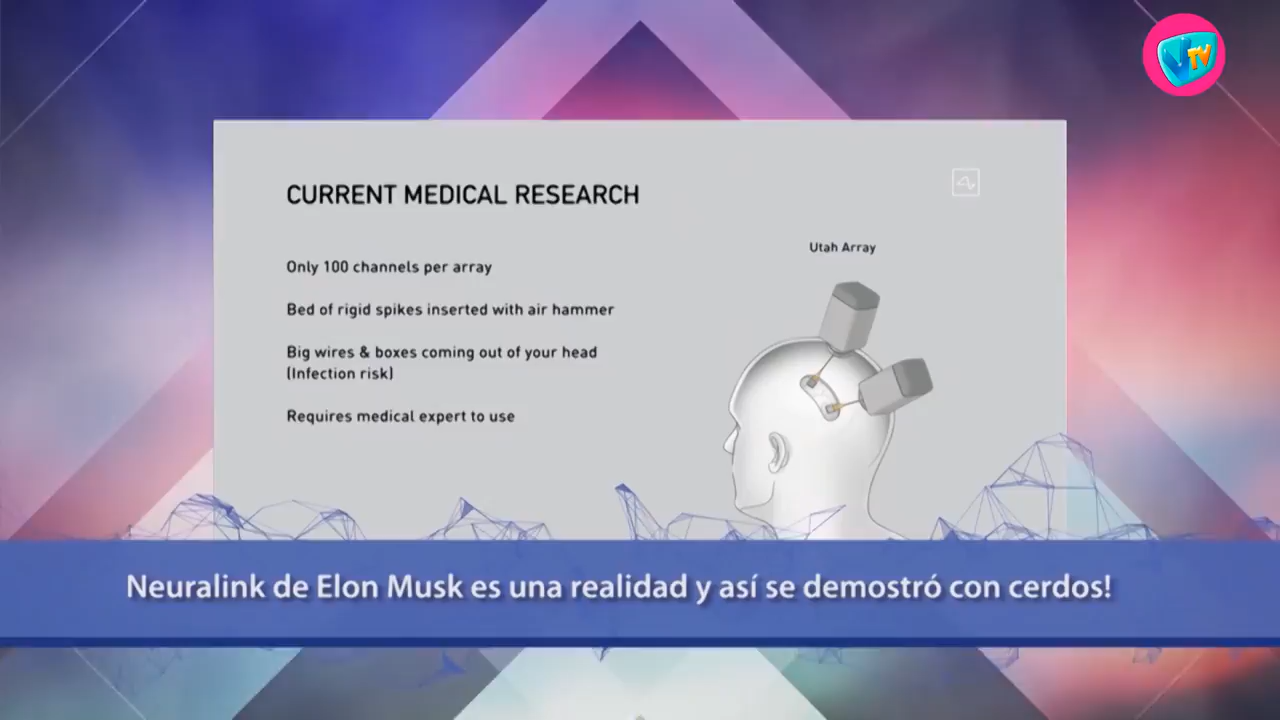 VTV
CURRENT MEDICAL RESEARCH
Utah Array
Only 100 channels per array
Bed of rigid spikes inserted with air hammer
Big wires & boxes coming out of your head
(Infection risk)
Requires medical expert to use
Neuralink de Elon Musk es una realidad y así se demostró con cerdos!